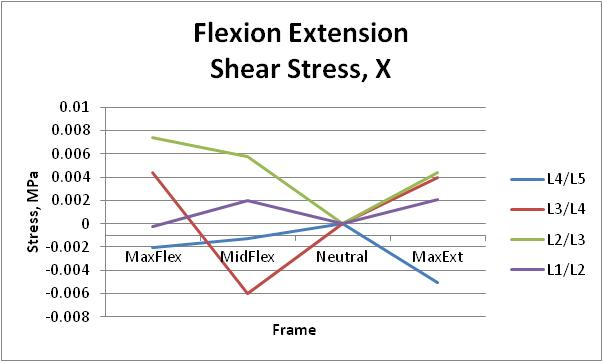 Flexion Extension
Shear Stress, X
0.01
0.008
0.006
0.004
0.002
0
-0.002
-0.004
-0.006
-0.008
Stress, MPa
MaxFlex MidFlex Neutral MaxExt
Frame
L4/L5
L3/L4
L2/L3
L1/L2